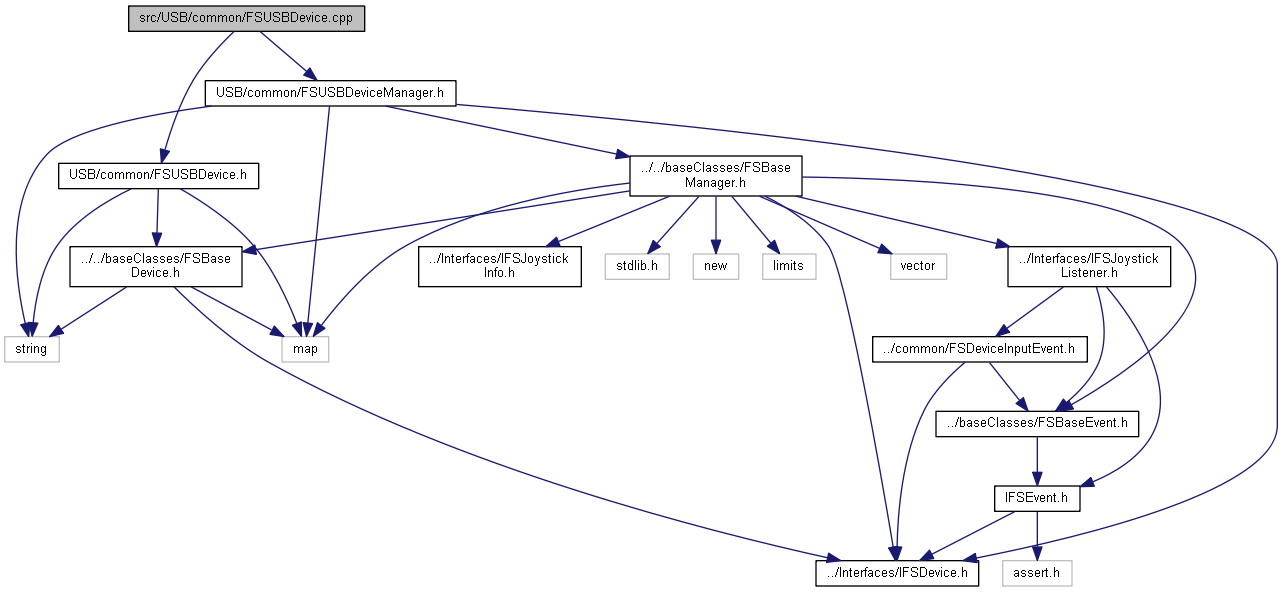 src/USB/common/FSUSBDevice.cpp
USB/common/FSUSBDeviceManager.h
USB/common/FSUSBDevice.h
../../baseClasses/FSBase
Manager.h
../../baseClasses/FSBase
Device.h
../Interfaces/IFSJoystick
Info.h
stdlib.h
new
limits
vector
../Interfaces/IFSJoystick
Listener.h
string
map
../common/FSDeviceInputEvent.h
../baseClasses/FSBaseEvent.h
IFSEvent.h
../Interfaces/IFSDevice.h
assert.h